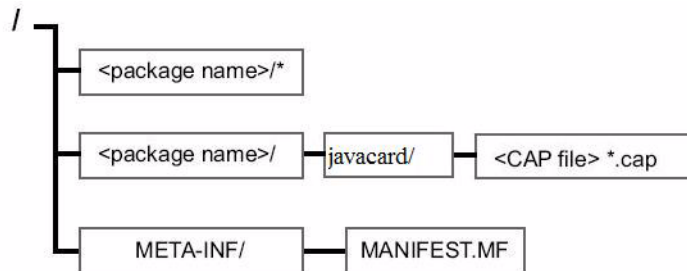 /
<package name>/*
<package name>/ javacard/ <CAP file> *.cap
META-INF/ MANIFEST.MF